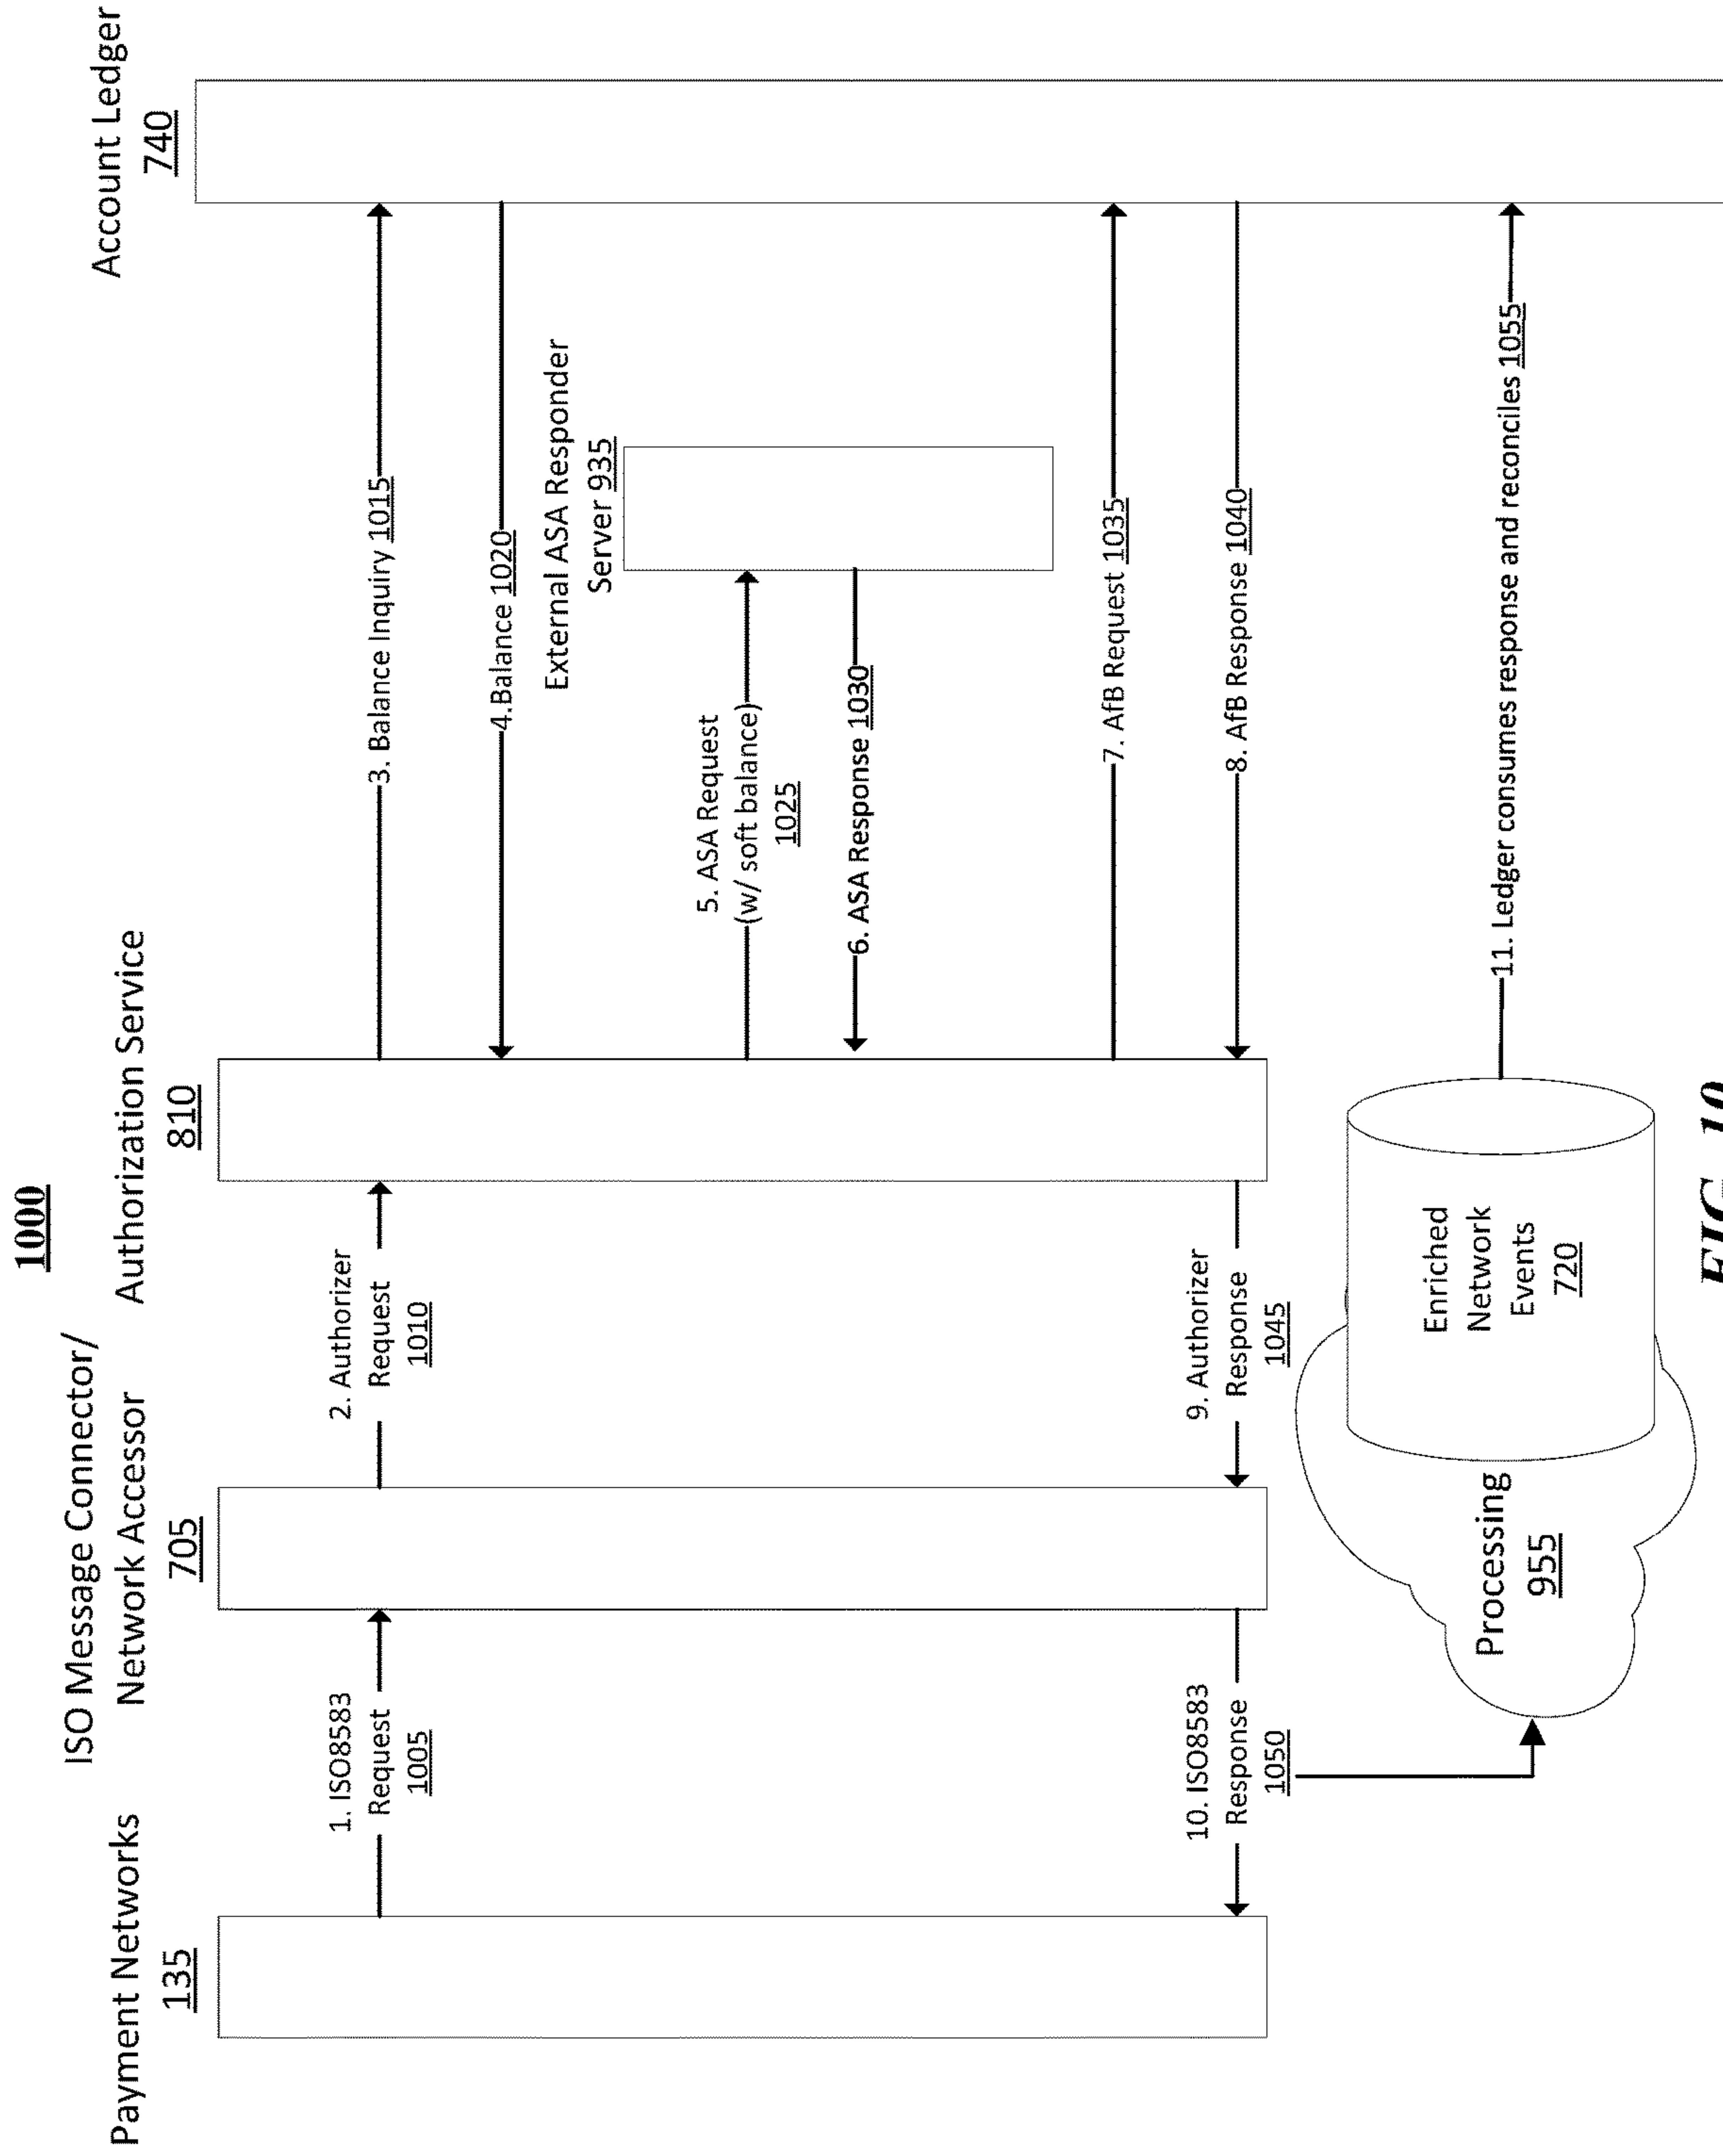 1000
Payment Networks
135
ISO Message Connector/
Network Accessor
705
Authorization Service
810
Account Ledger
740
1. ISO8583
Request
1005
2. Authorizer
Request
1010
3. Balance Inquiry 1015
4.Balance 1020
External ASA Responder
Server 935
5. ASA Request
(w/ soft balance)
1025
6. ASA Response 1030
7. AfB Request 1035
8. AfB Response 1040
9. Authorizer
Response
1045
10. ISO8583
Response
1050
Processing
955
Enriched
Network
Events
720
11. Ledger consumes response and reconciles 1055
FIG. 10